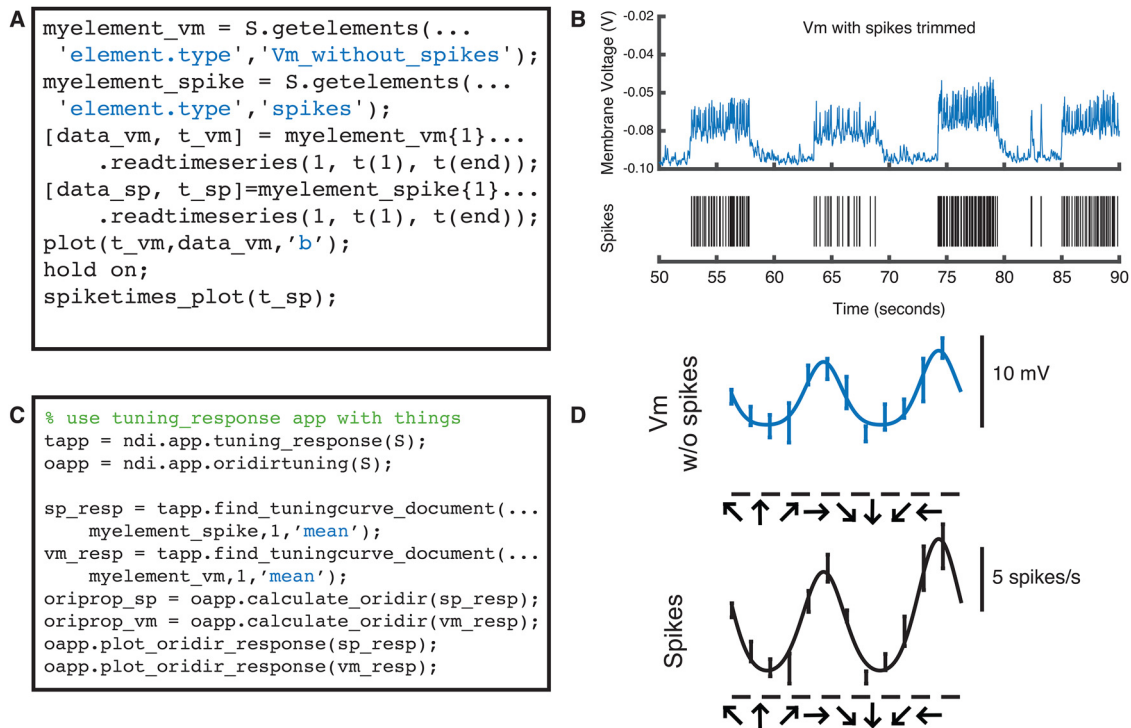 A
myelement_vm = S.getelements(...
'element.type','Vm_without_spikes');
myelement_spike = S.getelements(...
'element.type','spikes');
[data_vm, t_vm] = myelement_vm{1}...
.readtimeseries(1, t(1), t(end));
[data_sp, t_sp]=myelement_spike{1}...
.readtimeseries(1, t(1), t(end));
plot(t_vm,data_vm,’b’);
hold on;
spiketimes_plot(t_sp);
B
Vm with spikes trimmed
Membrane Voltage (V)
-0.02
-0.04
-0.05
-0.08
-0.10
Spikes
50 55 60 65 70 75 80 85 90
Time (seconds)
C
% use tuning_response app with things
tapp = ndi.app.tuning_response(S);
oapp = ndi.app.oridirtuning(S);
sp_resp = tapp.find_tuningcurve_document(...
myelement_spike,1,’mean’);
vm_resp = tapp.find_tuningcurve_document(...
myelement_vm,1,’mean’);
oriprop_sp = oapp.calculate_oridir(sp_resp);
oriprop_vm = oapp.calculate_oridir(vm_resp);
oapp.plot_oridir_response(sp_resp);
oapp.plot_oridir_response(vm_resp);
D
Vm
w/o spikes
10 mV
Spikes
5 spikes/s